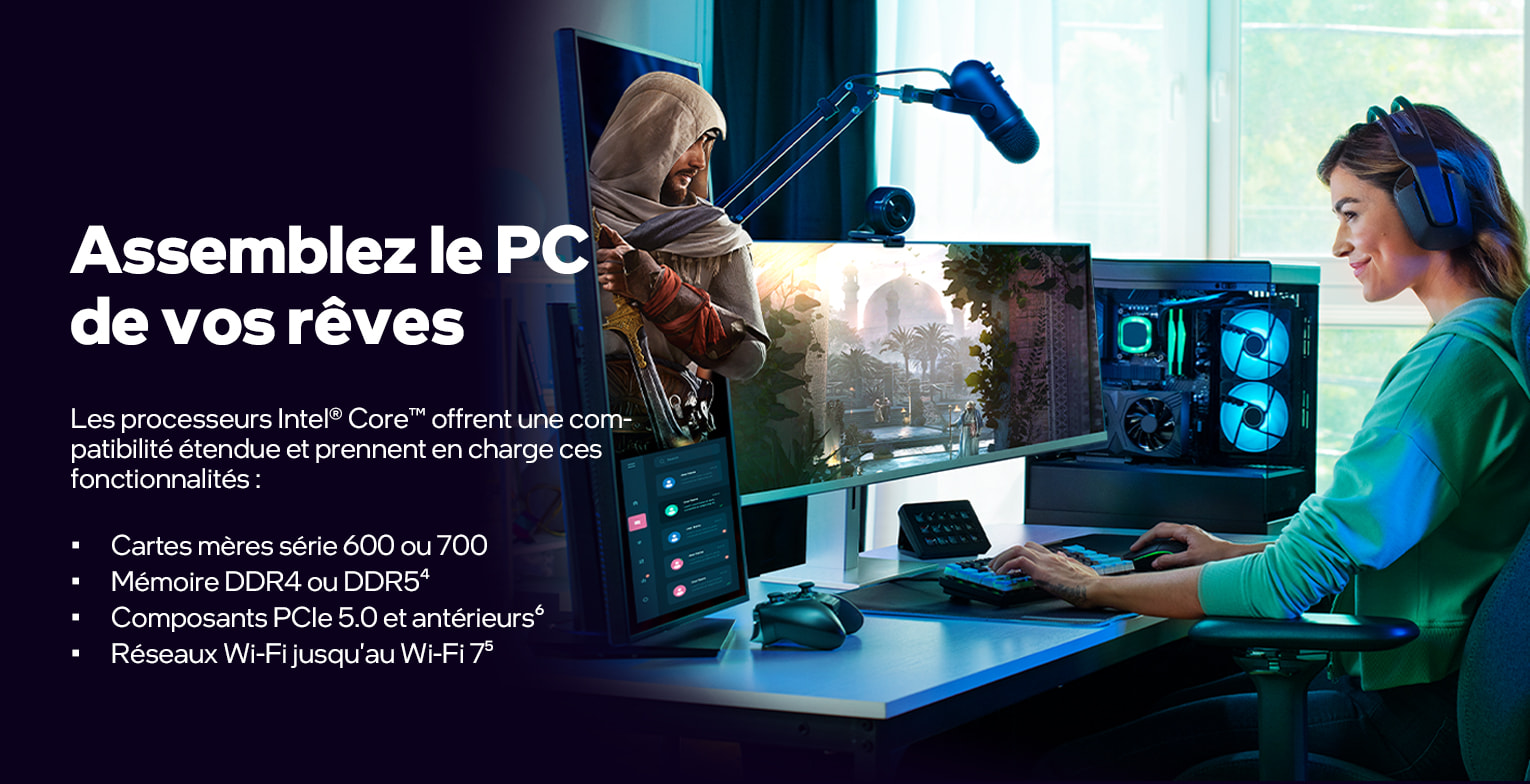 Assemblez le PC
de vos rêves
Les processeurs Intel® Core™ offrent une com-
patibilité étendue et prennent en charge ces
fonctionnalités :
▪ Cartes mères série 600 ou 700
▪ Mémoire DDR4 ou DDR5⁴
▪ Composants PCIe 5.0 et antérieurs⁶
▪ Réseaux Wi-Fi jusqu'au Wi-Fi 7⁵